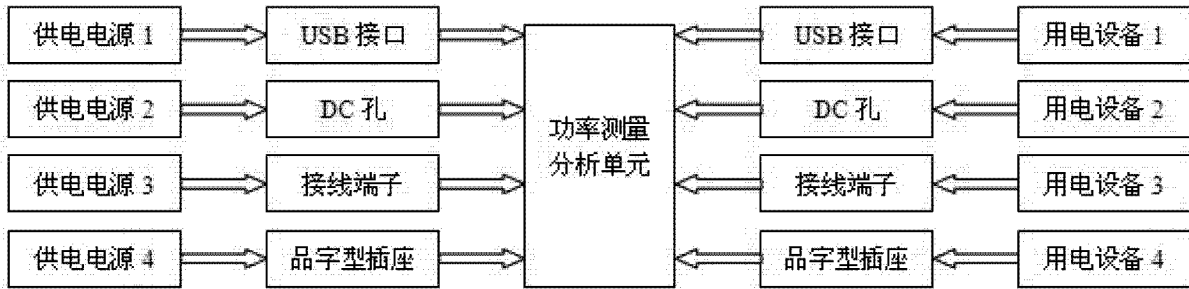 供电电源 1 USB 接口 USB 接口 用电设备 1
供电电源 2 DC 孔 DC 孔 用电设备 2
功率测量
分析单元
供电电源 3 接线端子 接线端子 用电设备 3
供电电源 4 品字型插座 品字型插座 用电设备 4